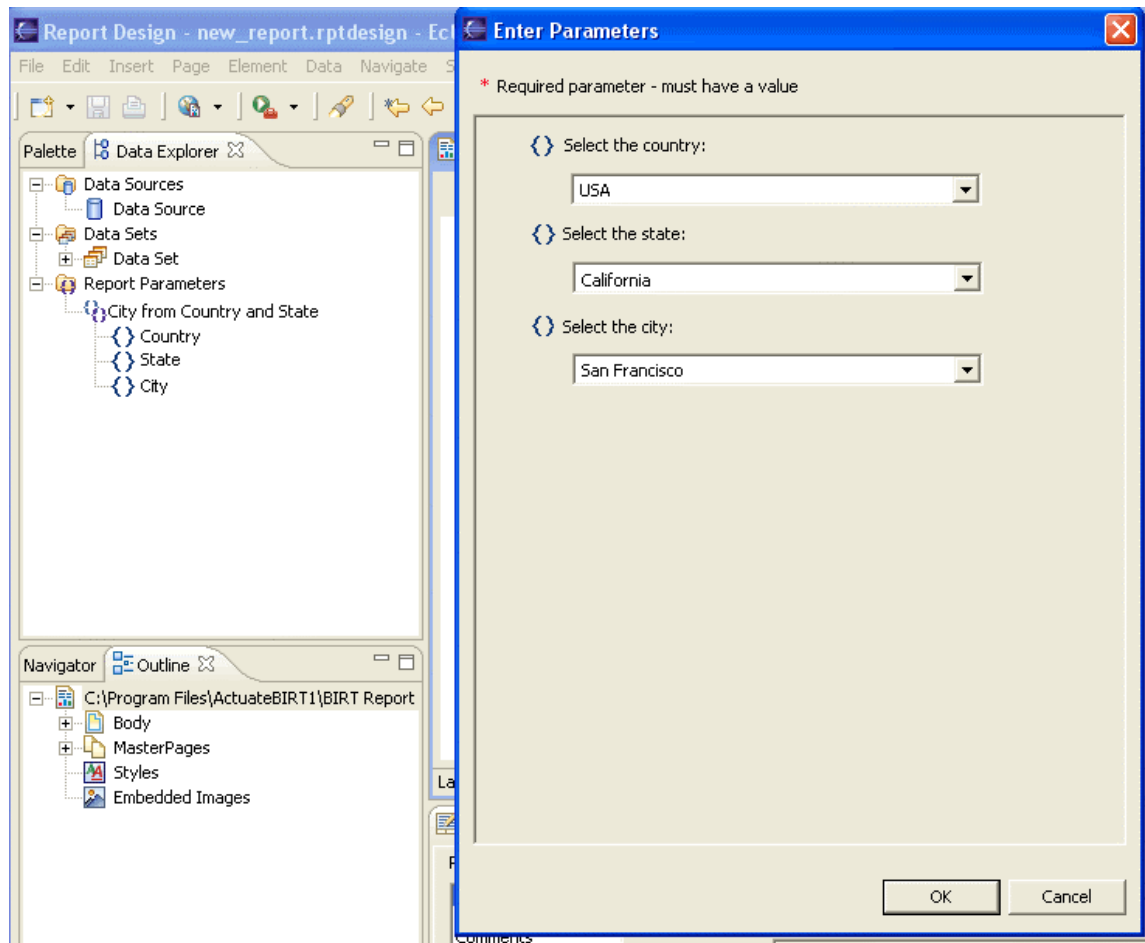 Report Design - new_report.rptdesign - Ecl
File Edit Insert Page Element Data Navigate S
Palette Data Explorer
Data Sources
Data Source
Data Sets
Data Set
Report Parameters
City from Country and State
Country
State
City
Navigator Outline
C:\Program Files\ActuateBIRT1\BIRT Report
Body
MasterPages
Styles
Embedded Images
La
Comments
Enter Parameters
* Required parameter - must have a value
{} Select the country:
USA
{} Select the state:
California
{} Select the city:
San Francisco
OK Cancel